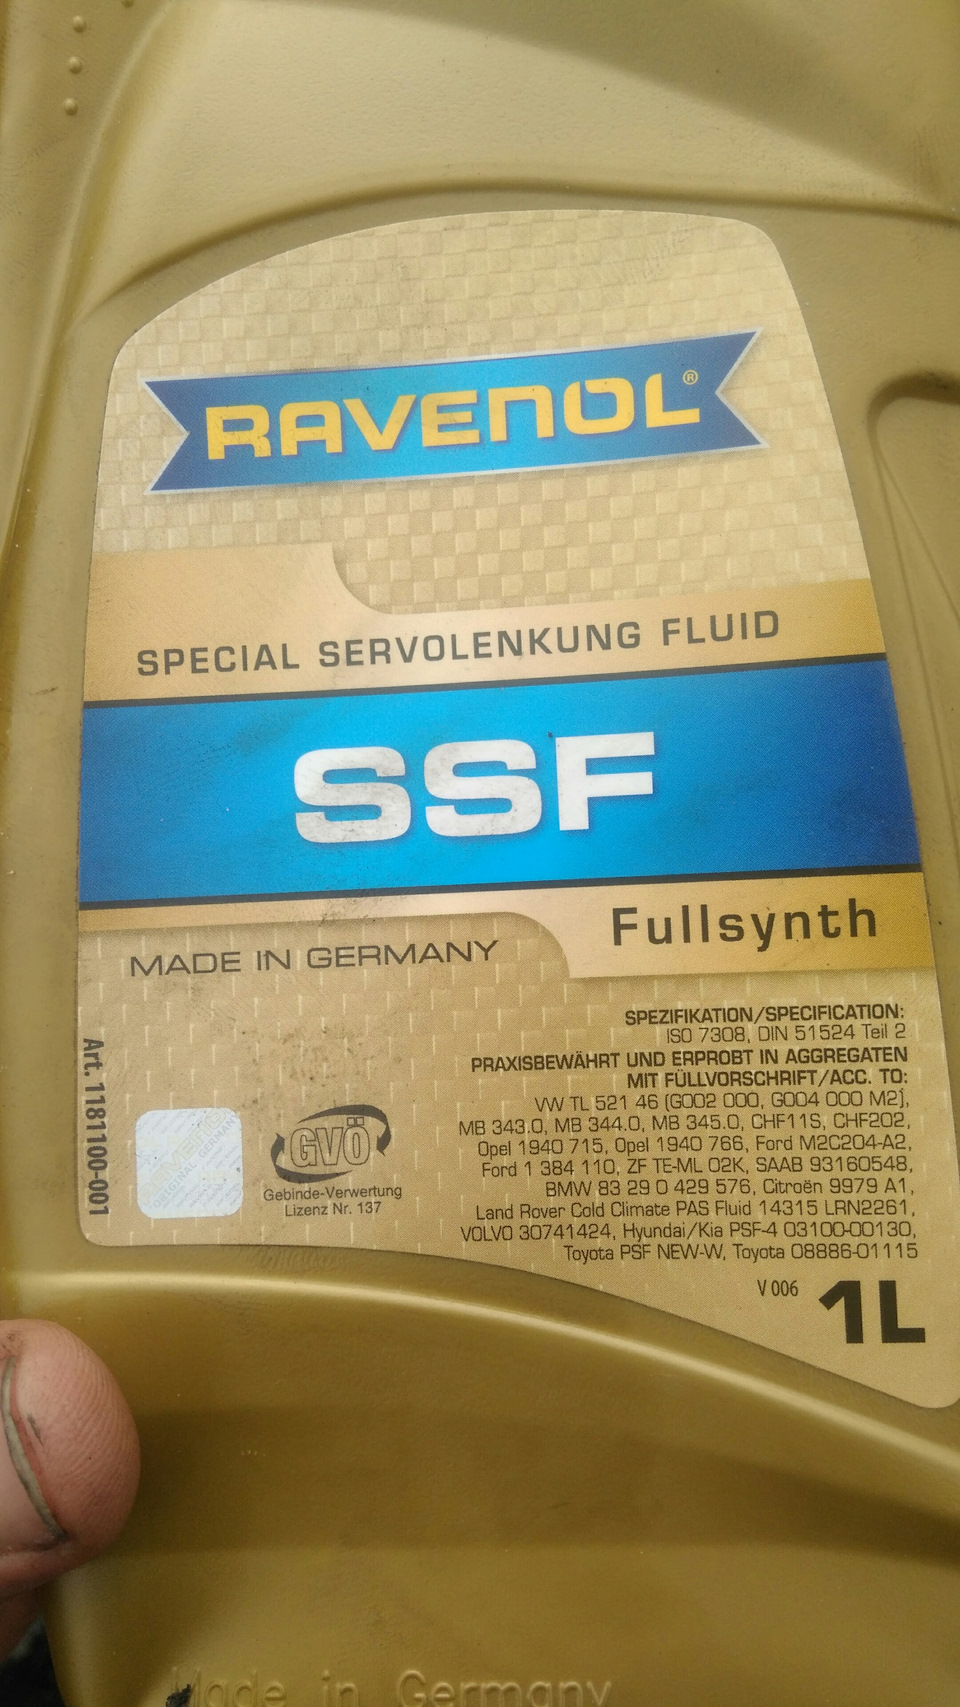 RAVENOL®
SPECIAL SERVOLENKUNG FLUID
SSF
Fullsynth
MADE IN GERMANY
SPEZIFIKATION/SPECIFICATION:
ISO 7308, DIN 51524 Teil 2
PRAXISBEWÄHRT UND ERPROBT IN AGGREGATEN
MIT FÜLLVORSCHRIFT/ACC. TO:
VW TL 521 46 (G002 000, G004 000 M2),
MB 343.0, MB 344.0, MB 345.0, CHF11S, CHF202,
Opel 1940 715, Opel 1940 766, Ford M2C204-A2,
Ford 1 384 110, ZF TE-ML 02K, SAAB 93160548,
BMW 83 29 0 429 576, Citroën 9979 A1,
Land Rover Cold Climate PAS Fluid 14315 LRN2261,
VOLVO 30741424, Hyundai/Kia PSF-4 03100-00130,
Toyota PSF NEW-W, Toyota 08886-01115
V 006
1L
Art. 1181100-001
GVÖ
Gebinde-Verwertung
Lizenz Nr. 137
Made in Germany